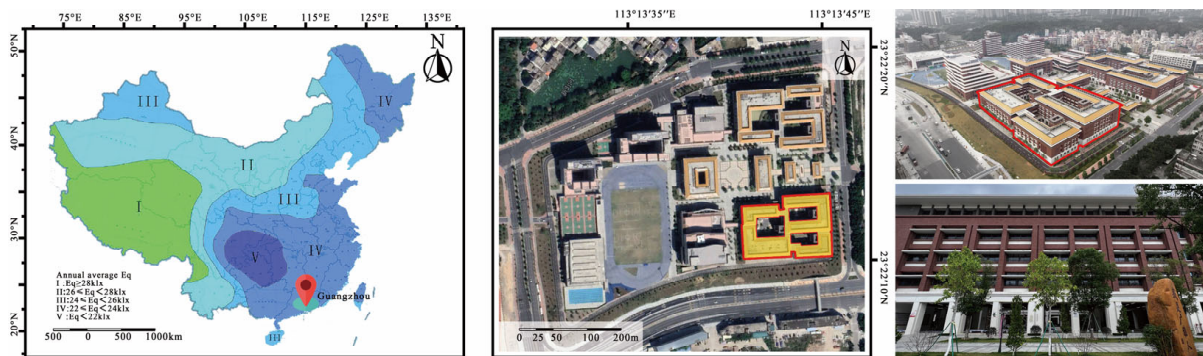 75°E 85°E 95°E 105°E 115°E 125°E 135°E
50°N
40°N
30°N
20°N
N
III
IV
II
III
I
IV
V
Guangzhou
III
Annual average Eq
I .Eq≥28klx
II:26≤Eq<28klx
III:24≤Eq<26klx
IV:22≤Eq<24klx
V :Eq<22klx
500 0 500 1000km
113°13′35″E 113°13′45″E
N
23°22′20″N
23°22′10″N
0 25 50 100 200m